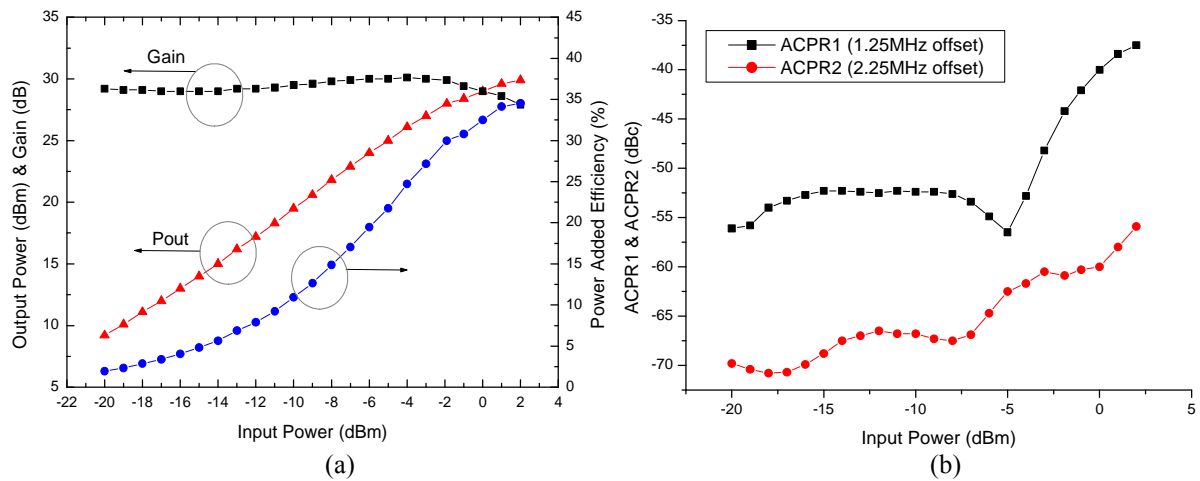 Output Power (dBm) & Gain (dB)
45
40
35
30
25
20
15
10
5
0
35
30
25
20
15
10
5
Gain
Pout
Power Added Efficiency (%)
-22 -20 -18 -16 -14 -12 -10 -8 -6 -4 -2 0 2 4
Input Power (dBm)
(a)
ACPR1 & ACPR2 (dBc)
-35
-40
-45
-50
-55
-60
-65
-70
ACPR1 (1.25MHz offset)
ACPR2 (2.25MHz offset)
-20 -15 -10 -5 0
Input Power (dBm)
(b)